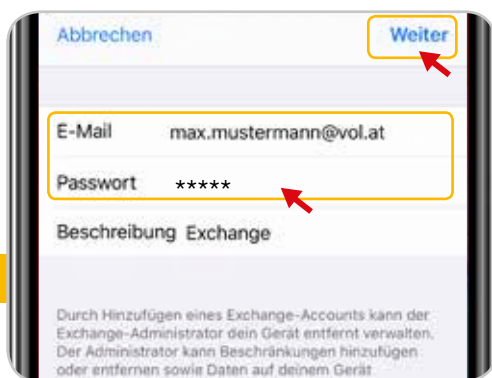 Abbrechen Weiter
E-Mail max.mustermann@vol.at
Passwort *****
Beschreibung Exchange
Durch Hinzufügen eines Exchange-Accounts kann der
Exchange-Administrator dein Gerät entfernt verwalten.
Der Administrator kann Beschränkungen hinzufügen
oder entfernen sowie Daten auf deinem Gerät